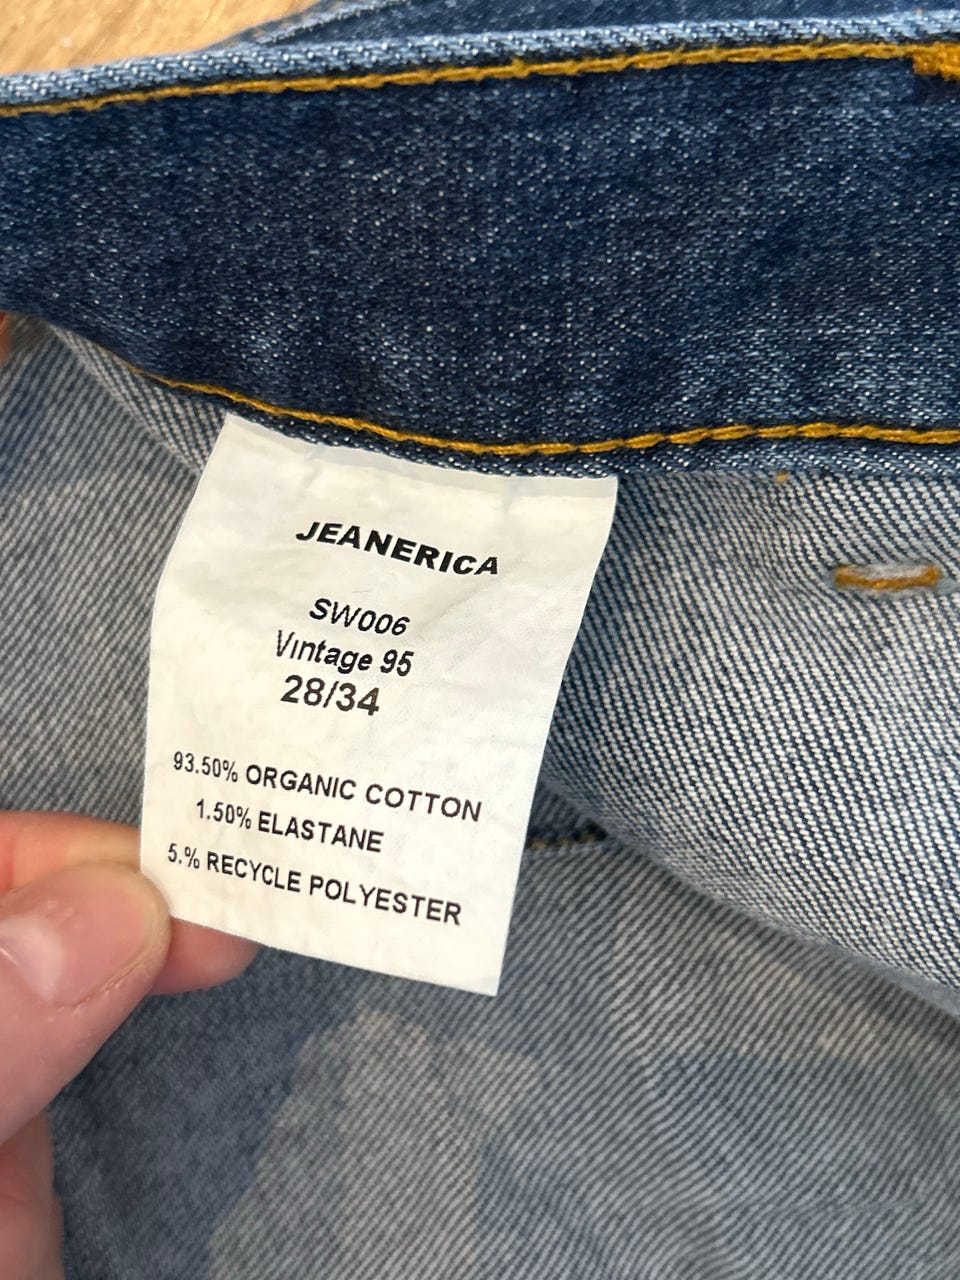 JEANERICA
SW006
Vintage 95
28/34
93.50% ORGANIC COTTON
1.50% ELASTANE
5.% RECYCLE POLYESTER